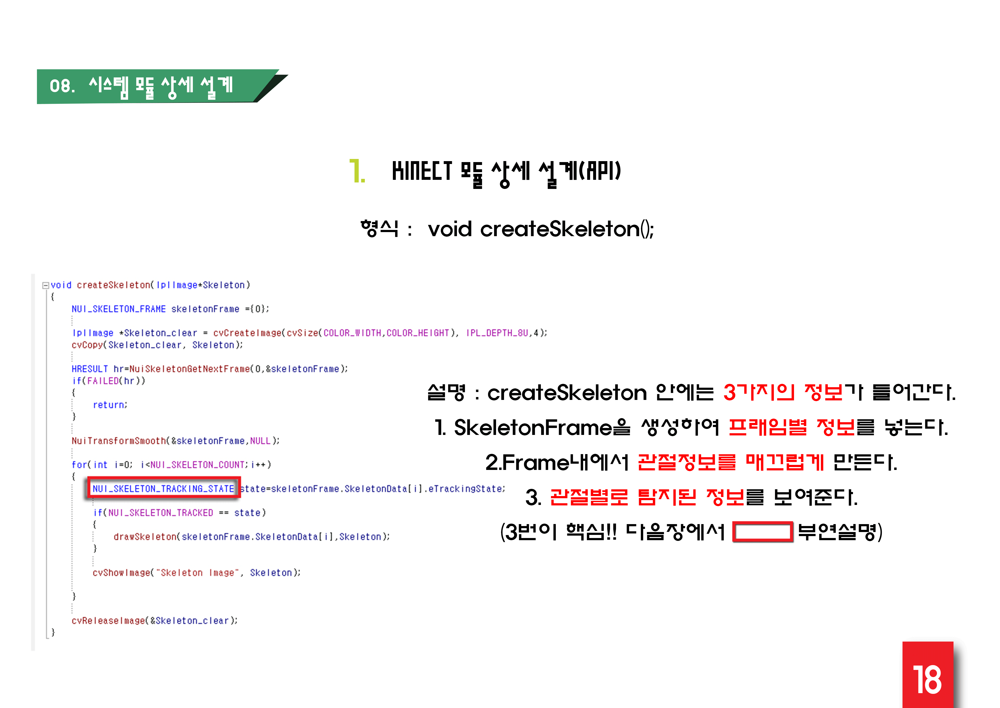 08. 시스템 모듈 상세 설계
1. KINECT 모듈 상세 설계(API)
형식 : void createSkeleton();
void createSkeleton(IplImage*Skeleton)
{
NUI_SKELETON_FRAME skeletonFrame ={0};
IplImage *Skeleton_clear = cvCreateImage(cvSize(COLOR_WIDTH,COLOR_HEIGHT), IPL_DEPTH_8U,4);
cvCopy(Skeleton_clear, Skeleton);
HRESULT hr=NuiSkeletonGetNextFrame(0,&skeletonFrame);
if(FAILED(hr))
{
return;
}
NuiTransformSmooth(&skeletonFrame,NULL);
for(int i=0; i<NUI_SKELETON_COUNT;i++)
{
NUI_SKELETON_TRACKING_STATE state=skeletonFrame.SkeletonData[i].eTrackingState;
if(NUI_SKELETON_TRACKED == state)
{
drawSkeleton(skeletonFrame.SkeletonData[i],Skeleton);
}
cvShowImage("Skeleton Image", Skeleton);
}
cvReleaseImage(&Skeleton_clear);
}
설명 : createSkeleton 안에는 3가지의 정보가 들어간다.
1. SkeletonFrame을 생성하여 프래임별 정보를 넣는다.
2.Frame내에서 관절정보를 매끄럽게 만든다.
3. 관절별로 탐지된 정보를 보여준다.
(3번이 핵심!! 다음장에서 부연설명)
18